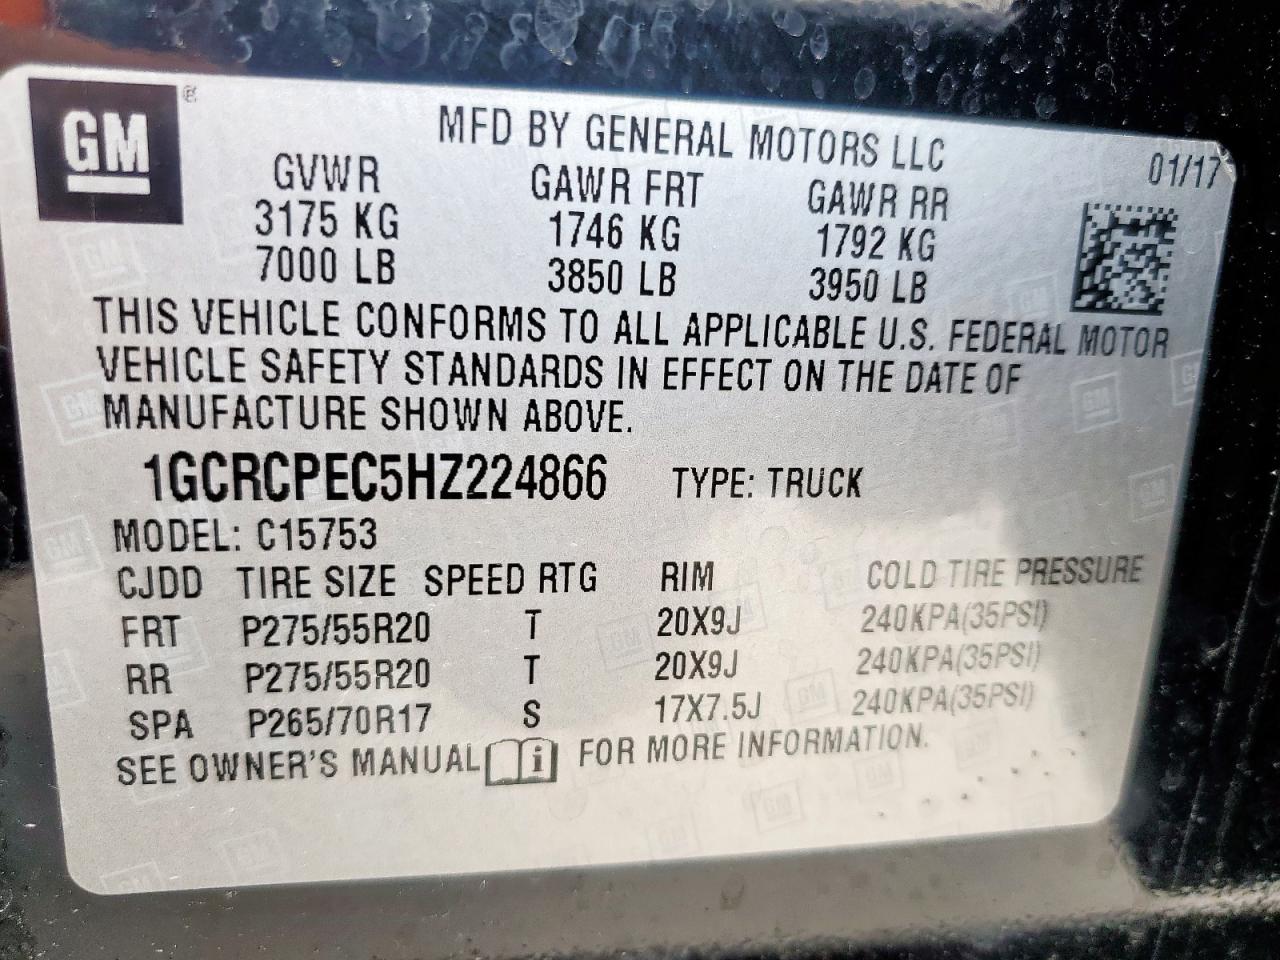 GM
MFD BY GENERAL MOTORS LLC
01/17
GVWR GAWR FRT GAWR RR
3175 KG 1746 KG 1792 KG
7000 LB 3850 LB 3950 LB
THIS VEHICLE CONFORMS TO ALL APPLICABLE U.S. FEDERAL MOTOR
VEHICLE SAFETY STANDARDS IN EFFECT ON THE DATE OF
MANUFACTURE SHOWN ABOVE.
1GCRCPEC5HZ224866 TYPE: TRUCK
MODEL: C15753
CJDD TIRE SIZE SPEED RTG RIM COLD TIRE PRESSURE
FRT P275/55R20 T 20X9J 240KPA(35PSI)
RR P275/55R20 T 20X9J 240KPA(35PSI)
SPA P265/70R17 S 17X7.5J 240KPA(35PSI)
SEE OWNER'S MANUAL i FOR MORE INFORMATION.